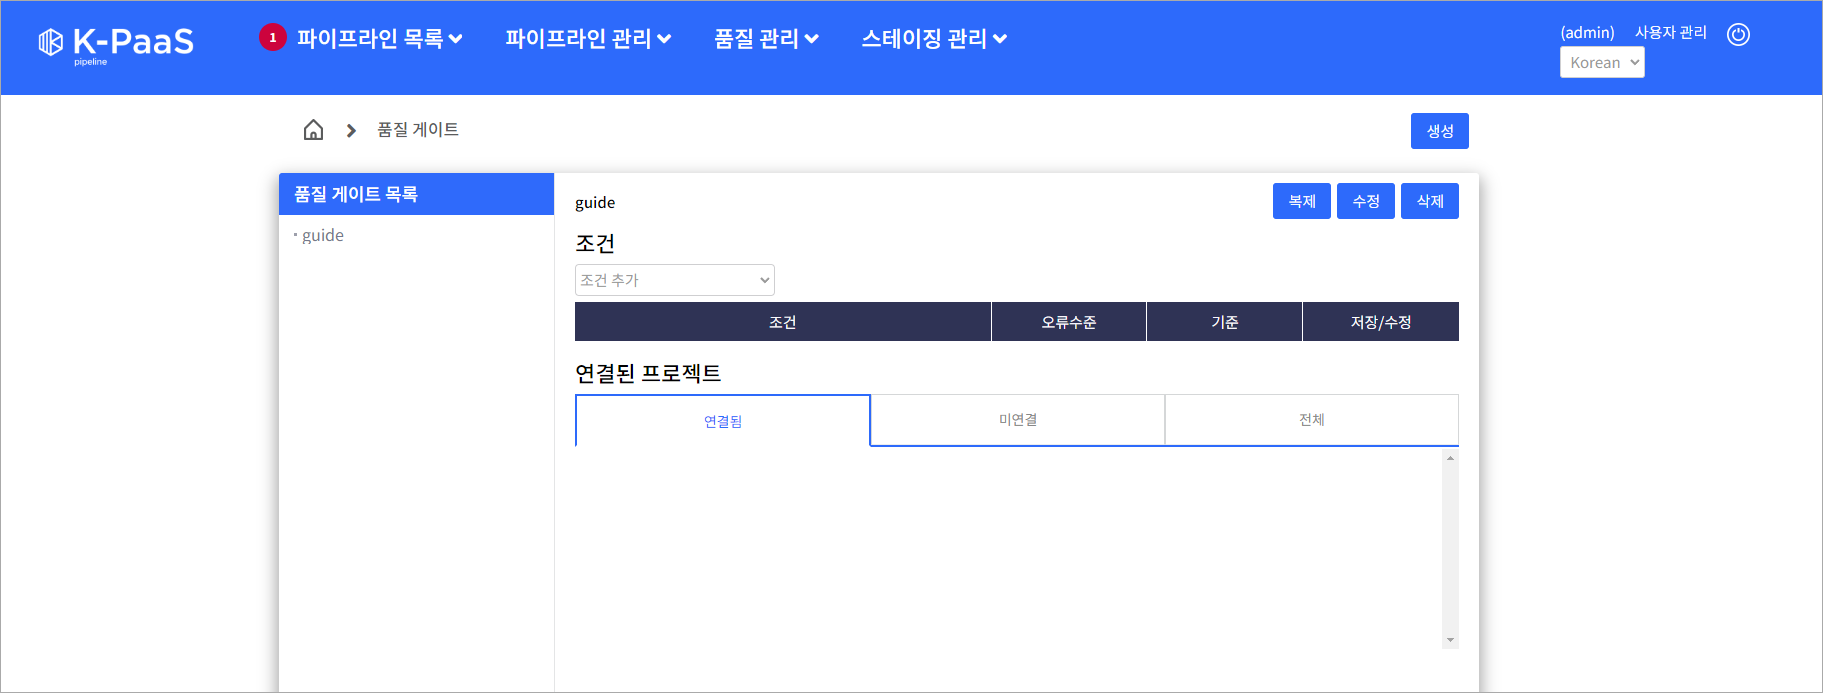 K-PaaS
pipeline
1 파이프라인 목록 파이프라인 관리 품질 관리 스테이징 관리
(admin) 사용자 관리
Korean
품질 게이트
생성
품질 게이트 목록
guide
guide
복제 수정 삭제
조건
조건 추가
조건 오류수준 기준 저장/수정
연결된 프로젝트
연결됨 미연결 전체